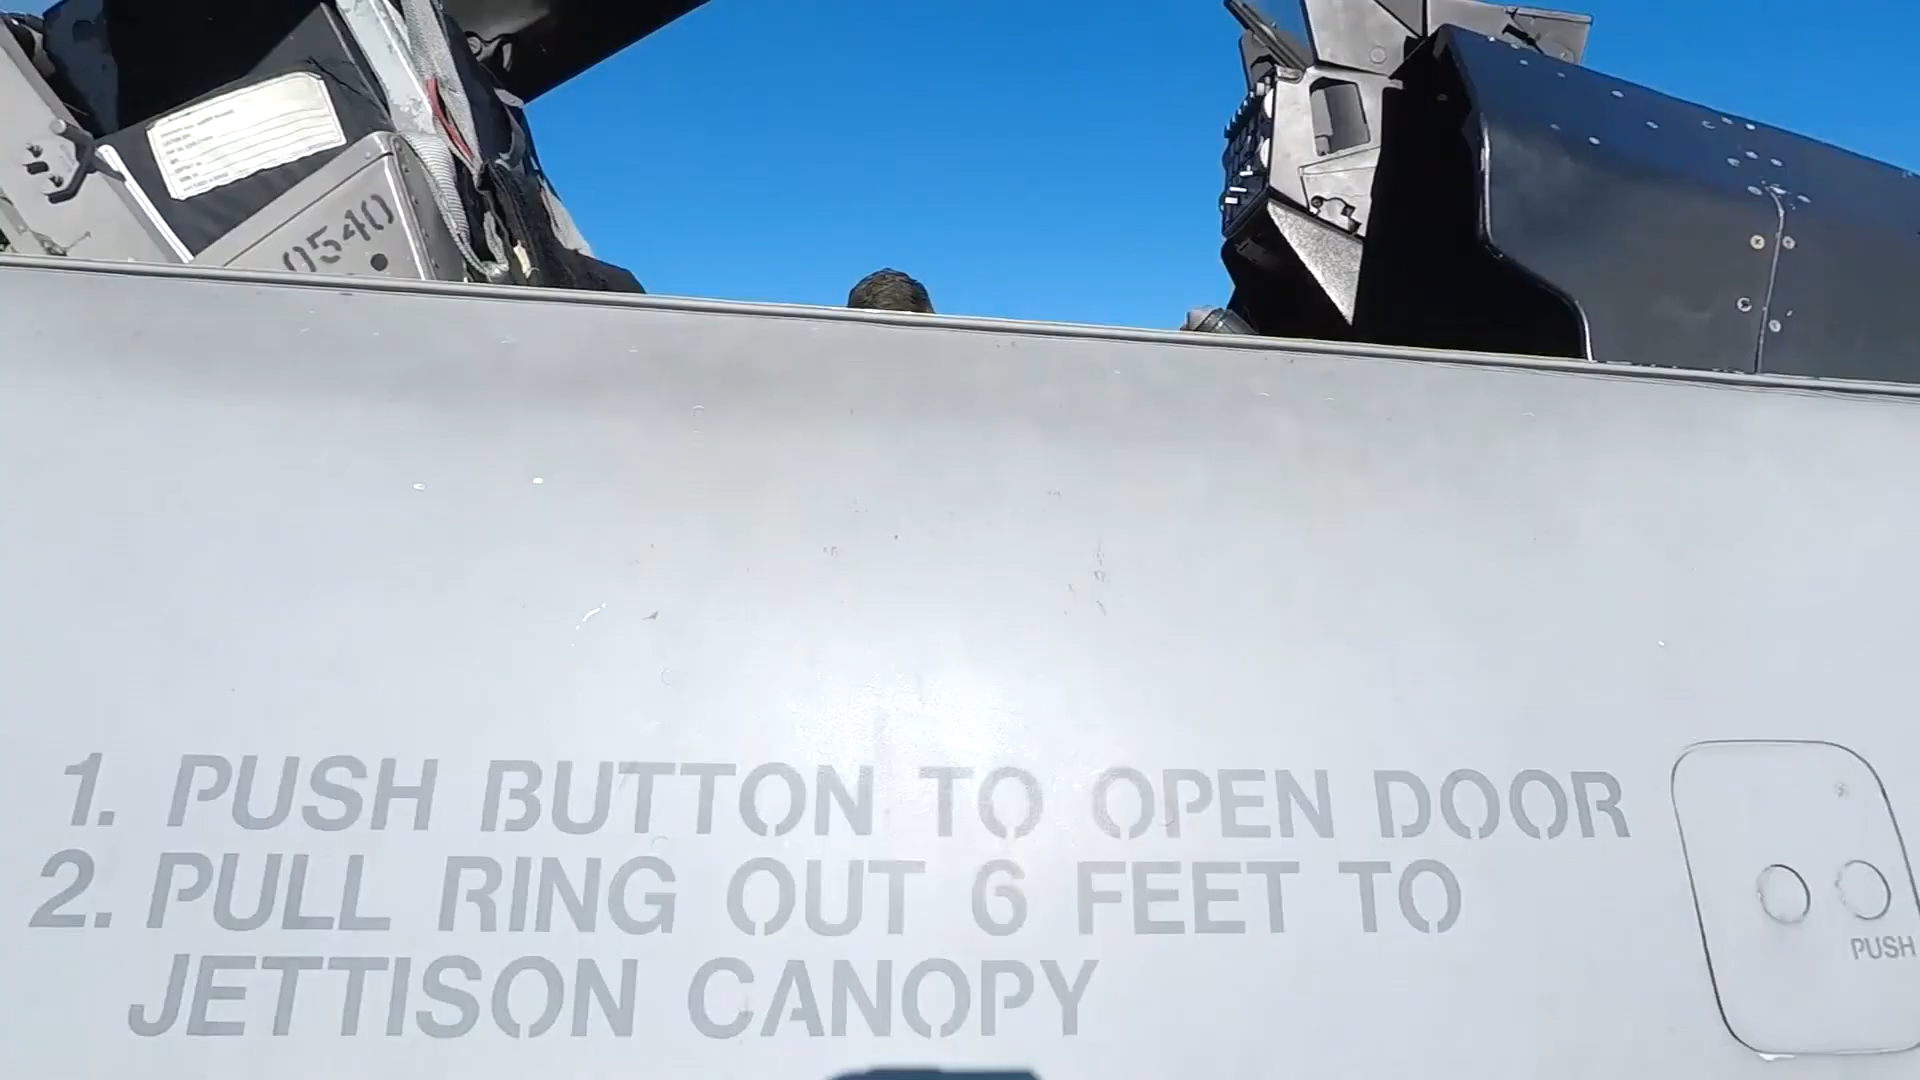 0540
1. PUSH BUTTON TO OPEN DOOR
2. PULL RING OUT 6 FEET TO
JETTISON CANOPY
PUSH